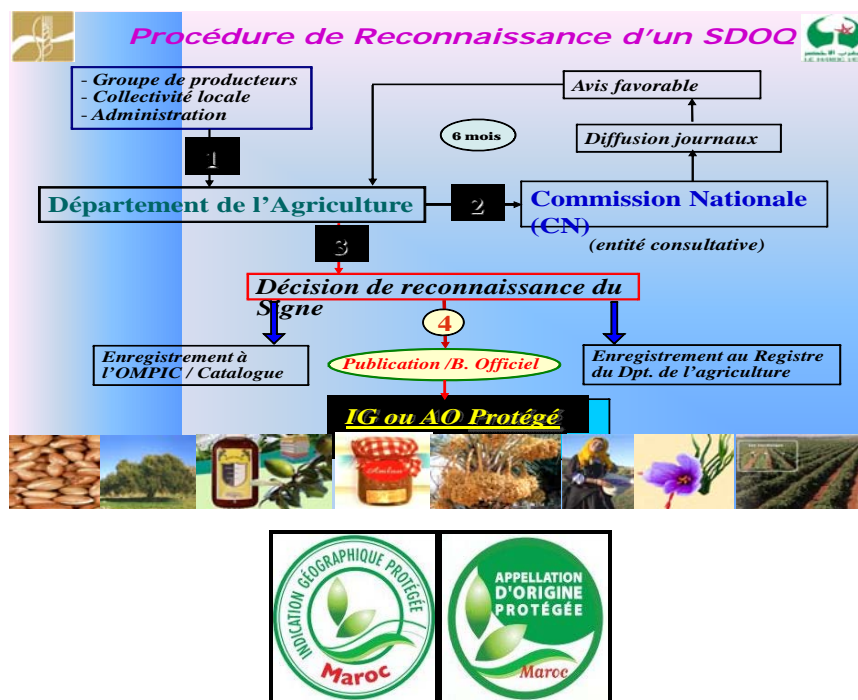 Procédure de Reconnaissance d'un SDOQ
- Groupe de producteurs
- Collectivité locale
- Administration
Avis favorable
6 mois
Diffusion journaux
1
Département de l'Agriculture
2
Commission Nationale
(CN)
(entité consultative)
3
Décision de reconnaissance du
Signe
4
Enregistrement à
l'OMPIC / Catalogue
Publication /B. Officiel
Enregistrement au Registre
du Dpt. de l'agriculture
IG ou AO Protégé
INDICATION GÉOGRAPHIQUE PROTÉGÉE
Maroc
APPELLATION
D'ORIGINE
PROTÉGÉE
Maroc